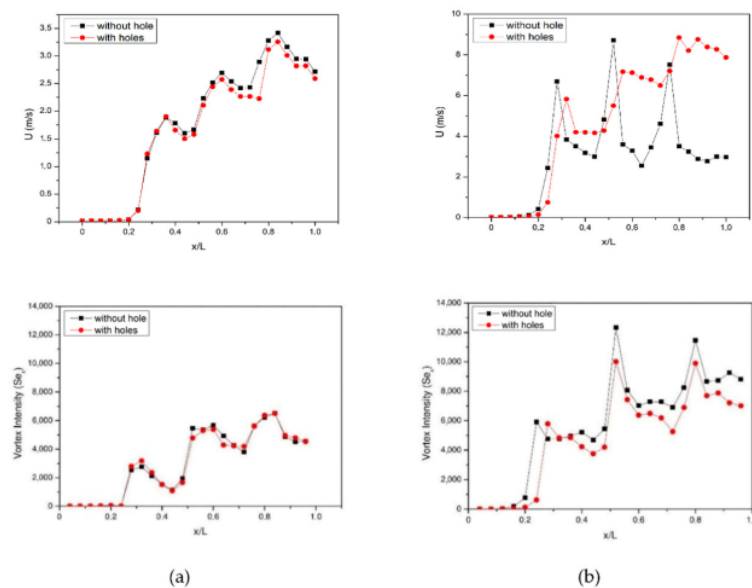 without hole
with holes
U (m/s)
3.5
3.0
2.5
2.0
1.5
1.0
0.5
0
0 0.2 0.4 0.6 0.8 1.0
x/L
without hole
with holes
U (m/s)
10
8
6
4
2
0
0 0.2 0.4 0.6 0.8 1.0
x/L
without hole
with holes
Vortex Intensity (Seₓ)
14,000
12,000
10,000
8,000
6,000
4,000
2,000
0
0 0.2 0.4 0.6 0.8 1.0
x/L
without hole
with holes
Vortex Intensity (Seₓ)
14,000
12,000
10,000
8,000
6,000
4,000
2,000
0
0 0.2 0.4 0.6 0.8 1.0
x/L
(a) (b)